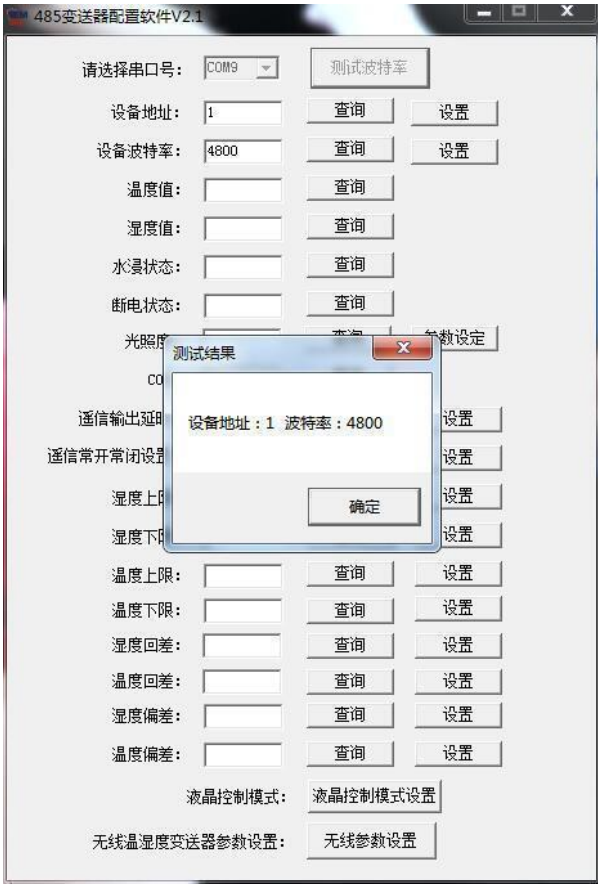 485变送器配置软件V2.1
请选择串口号： COM9 测试波特率
设备地址： 1 查询 设置
设备波特率： 4800 查询 设置
温度值： 查询
湿度值： 查询
水浸状态： 查询
断电状态： 查询
光照度 参数设定
测试结果
CO
设备地址：1 波特率：4800
遥信输出延时 设置
遥信常开常闭设置 设置
湿度上限 设置
确定
湿度下限 设置
温度上限： 查询 设置
温度下限： 查询 设置
湿度回差： 查询 设置
温度回差： 查询 设置
湿度偏差： 查询 设置
温度偏差： 查询 设置
液晶控制模式： 液晶控制模式设置
无线温湿度变送器参数设置： 无线参数设置